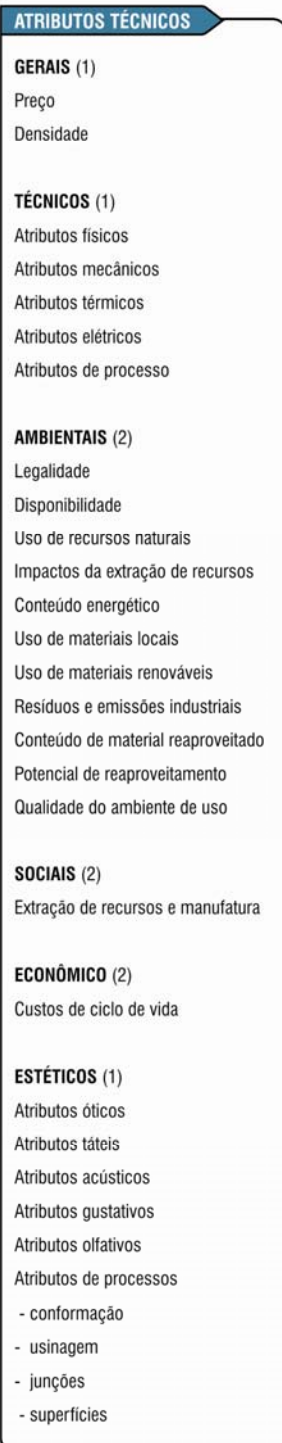 ATRIBUTOS TÉCNICOS
GERAIS (1)
Preço
Densidade
TÉCNICOS (1)
Atributos físicos
Atributos mecânicos
Atributos térmicos
Atributos elétricos
Atributos de processo
AMBIENTAIS (2)
Legalidade
Disponibilidade
Uso de recursos naturais
Impactos da extração de recursos
Conteúdo energético
Uso de materiais locais
Uso de materiais renováveis
Resíduos e emissões industriais
Conteúdo de material reaproveitado
Potencial de reaproveitamento
Qualidade do ambiente de uso
SOCIAIS (2)
Extração de recursos e manufatura
ECONÔMICO (2)
Custos de ciclo de vida
ESTÉTICOS (1)
Atributos óticos
Atributos táteis
Atributos acústicos
Atributos gustativos
Atributos olfativos
Atributos de processos
- conformação
- usinagem
- junções
- superfícies